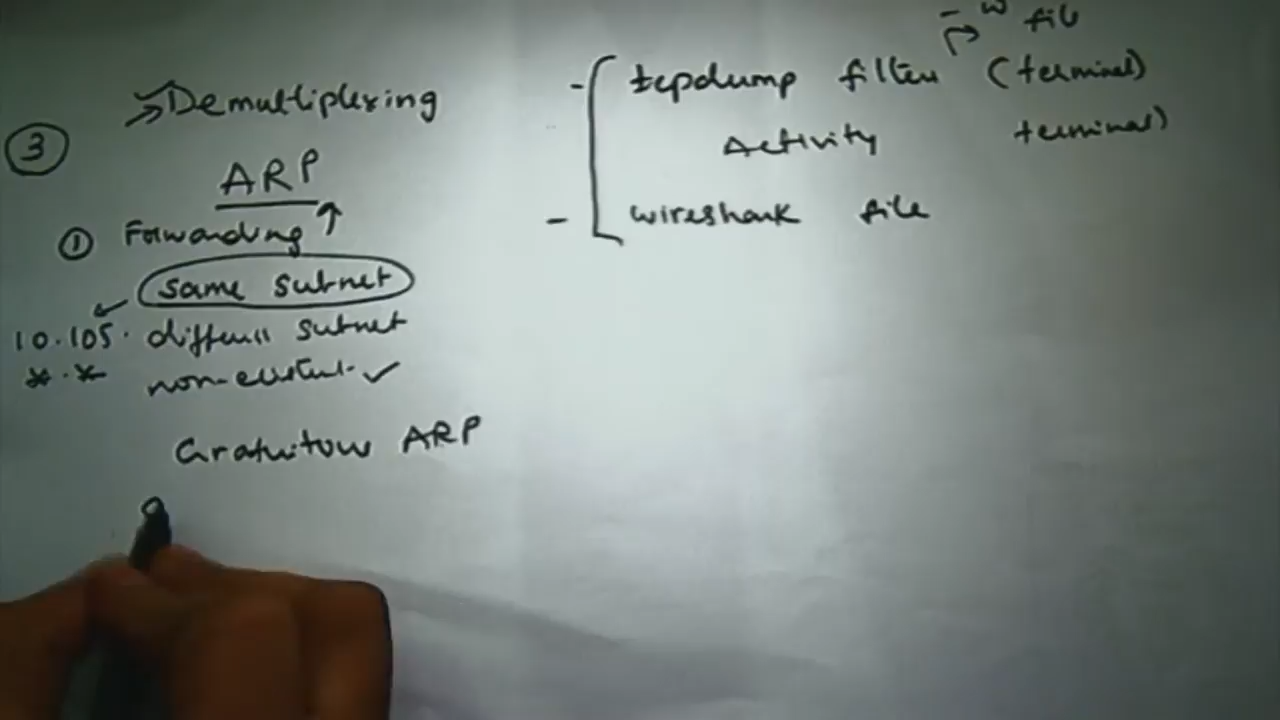 ③
→ Demultiplexing
ARP
① Forwarding ↑
same subnet
10.105. different subnet
*.* non-existent. ✓
Gratuitous ARP
-w file
- tcpdump filter (terminal)
Activity terminal)
- wireshark file